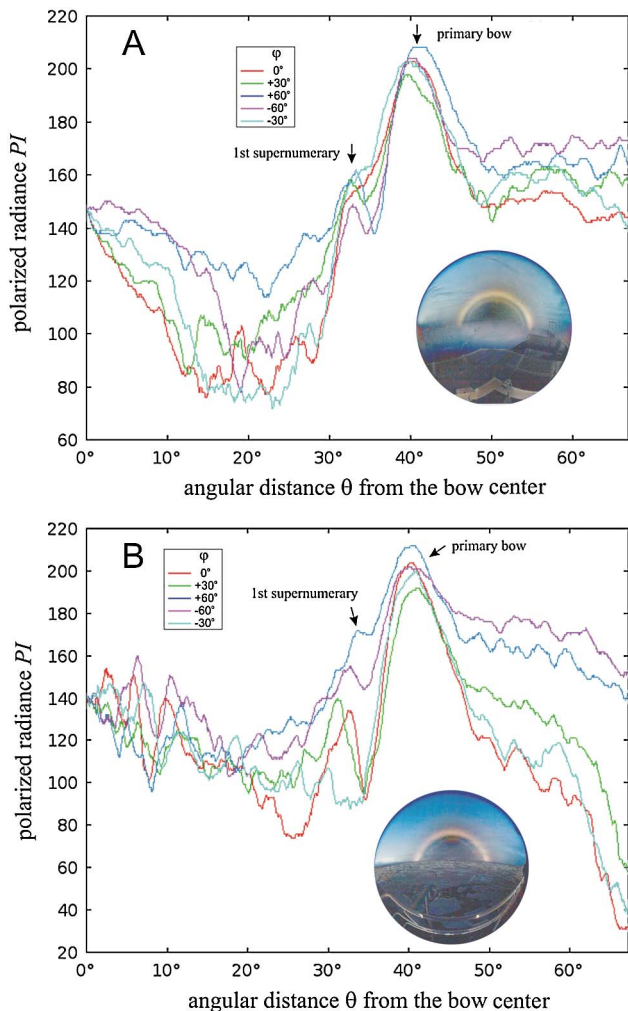 A
220
200
180
160
140
120
100
80
60
polarized radiance PI
φ
0°
+30°
+60°
-60°
-30°
primary bow
1st supernumerary
0° 10° 20° 30° 40° 50° 60°
angular distance θ from the bow center
B
220
200
180
160
140
120
100
80
60
40
20
polarized radiance PI
φ
0°
+30°
+60°
-60°
-30°
primary bow
1st supernumerary
0° 10° 20° 30° 40° 50° 60°
angular distance θ from the bow center